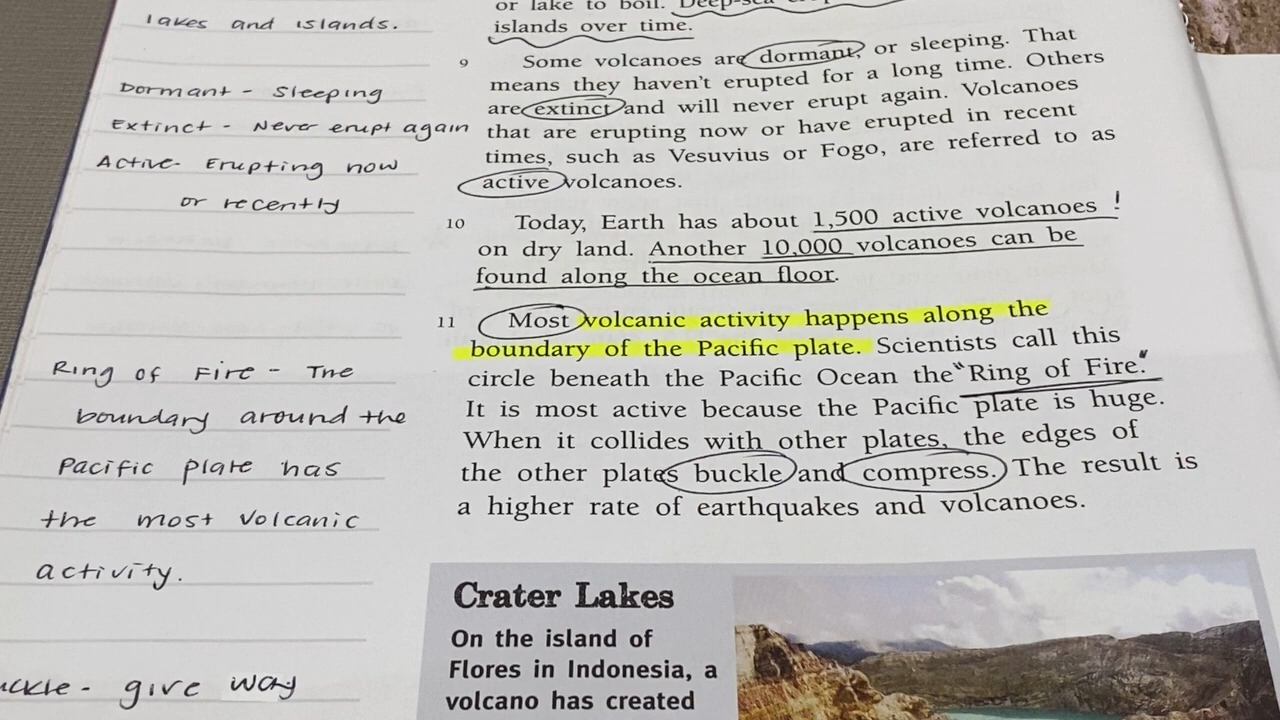 lakes and islands.
Dormant - Sleeping
Extinct - Never erupt again
Active- Erupting now
or recently
Ring of Fire - The
boundary around the
Pacific plate has
the most volcanic
activity.
give way
or lake to boil. Deep-sea
islands over time.
9 Some volcanoes are dormant, or sleeping. That
means they haven't erupted for a long time. Others
are extinct and will never erupt again. Volcanoes
that are erupting now or have erupted in recent
times, such as Vesuvius or Fogo, are referred to as
active volcanoes.
10 Today, Earth has about 1,500 active volcanoes !
on dry land. Another 10,000 volcanoes can be
found along the ocean floor.
11 Most volcanic activity happens along the
boundary of the Pacific plate. Scientists call this
circle beneath the Pacific Ocean the "Ring of Fire."
It is most active because the Pacific plate is huge.
When it collides with other plates, the edges of
the other plates buckle and compress. The result is
a higher rate of earthquakes and volcanoes.
Crater Lakes
On the island of
Flores in Indonesia, a
volcano has created